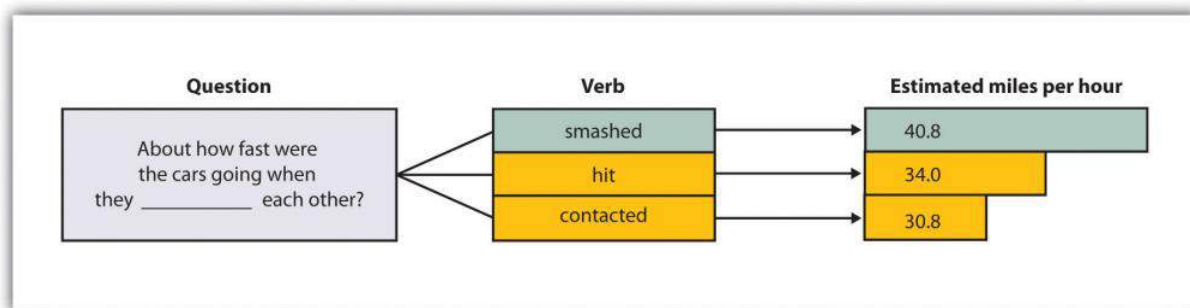 Question
Verb
Estimated miles per hour
About how fast were
the cars going when
they __________ each other?
smashed
hit
contacted
40.8
34.0
30.8